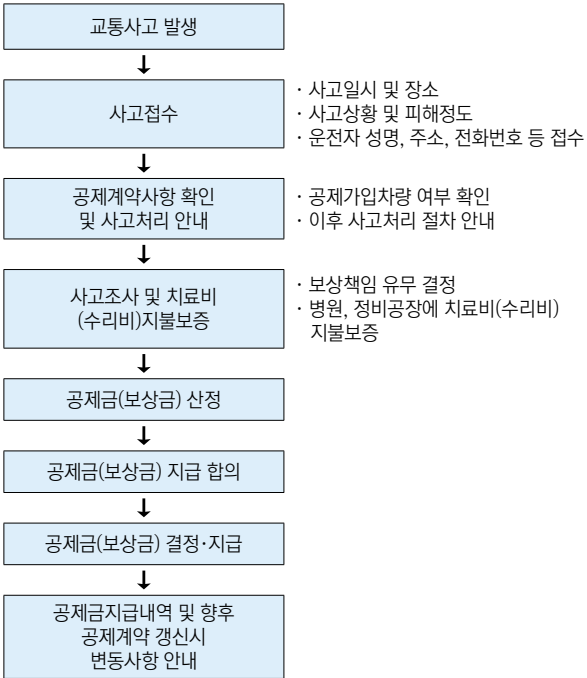 교통사고 발생
↓
사고접수
· 사고일시 및 장소
· 사고상황 및 피해정도
· 운전자 성명, 주소, 전화번호 등 접수
↓
공제계약사항 확인
및 사고처리 안내
· 공제가입차량 여부 확인
· 이후 사고처리 절차 안내
↓
사고조사 및 치료비
(수리비)지불보증
· 보상책임 유무 결정
· 병원, 정비공장에 치료비(수리비)
지불보증
↓
공제금(보상금) 산정
↓
공제금(보상금) 지급 합의
↓
공제금(보상금) 결정·지급
↓
공제금지급내역 및 향후
공제계약 갱신시
변동사항 안내